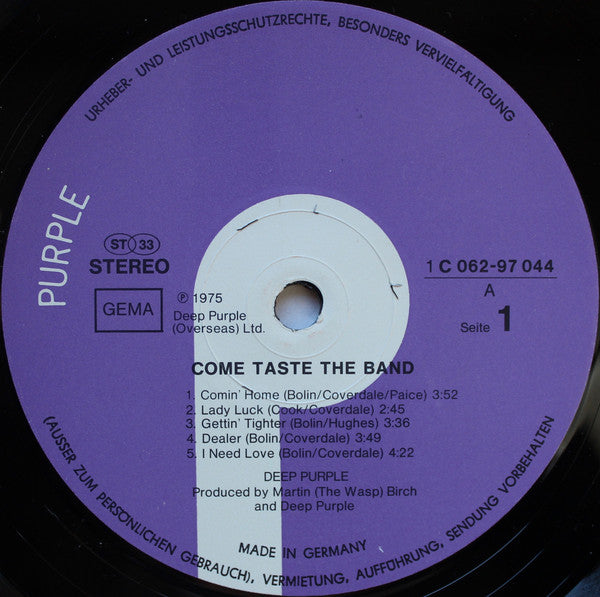 URHEBER- UND LEISTUNGSSCHUTZRECHTE, BESONDERS VERVIELFÄLTIGUNG
PURPLE
ST 33
STEREO
GEMA
℗ 1975
Deep Purple
(Overseas) Ltd.
1 C 062-97 044
A
Seite 1
COME TASTE THE BAND
1. Comin' Home (Bolin/Coverdale/Paice) 3:52
2. Lady Luck (Cook/Coverdale) 2:45
3. Gettin' Tighter (Bolin/Hughes) 3:36
4. Dealer (Bolin/Coverdale) 3:49
5. I Need Love (Bolin/Coverdale) 4:22
DEEP PURPLE
Produced by Martin (The Wasp) Birch
and Deep Purple
MADE IN GERMANY
(AUSSER ZUM PERSÖNLICHEN GEBRAUCH), VERMIETUNG, AUFFÜHRUNG, SENDUNG VORBEHALTEN